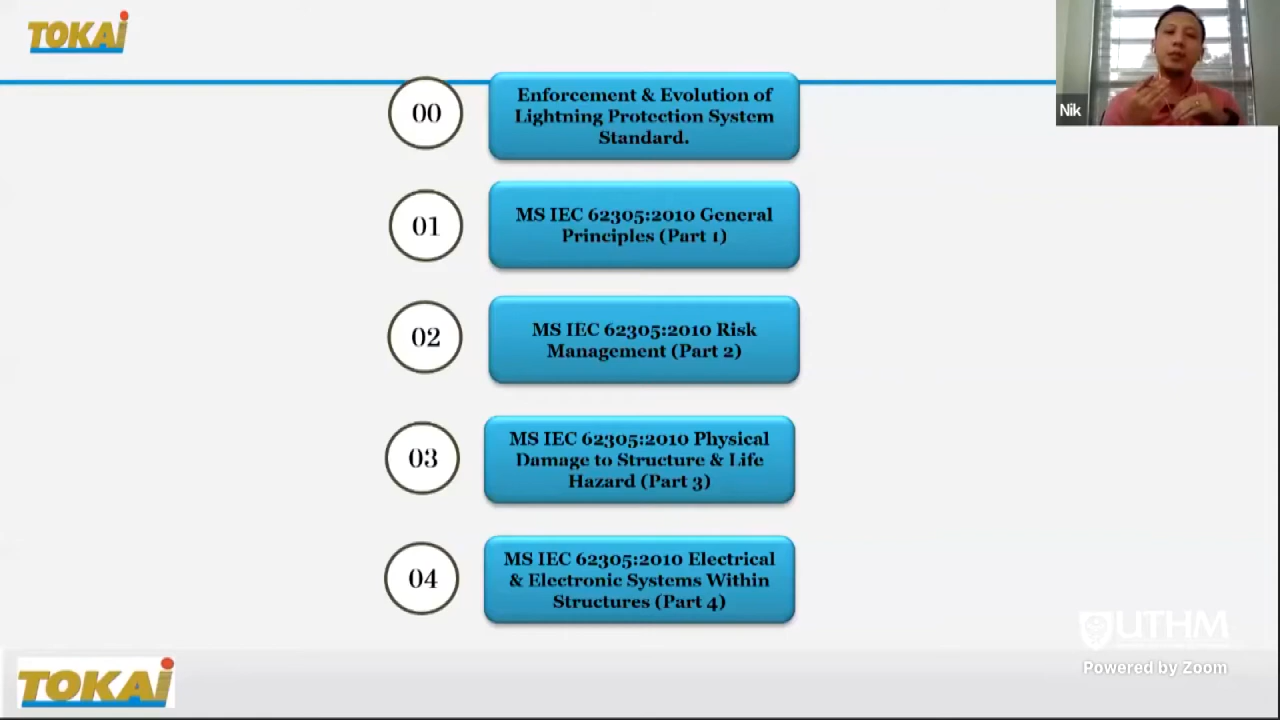 TOKAi
Nik
00
Enforcement & Evolution of
Lightning Protection System
Standard.
01
MS IEC 62305:2010 General
Principles (Part 1)
02
MS IEC 62305:2010 Risk
Management (Part 2)
03
MS IEC 62305:2010 Physical
Damage to Structure & Life
Hazard (Part 3)
04
MS IEC 62305:2010 Electrical
& Electronic Systems Within
Structures (Part 4)
UTHM
Powered by Zoom
TOKAi